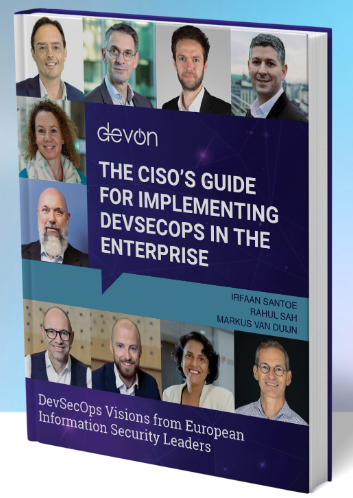 devon
THE CISO'S GUIDE
FOR IMPLEMENTING
DEVSECOPS IN THE
ENTERPRISE
IRFAAN SANTOE
RAHUL SAH
MARKUS VAN DUIJN
DevSecOps Visions from European
Information Security Leaders